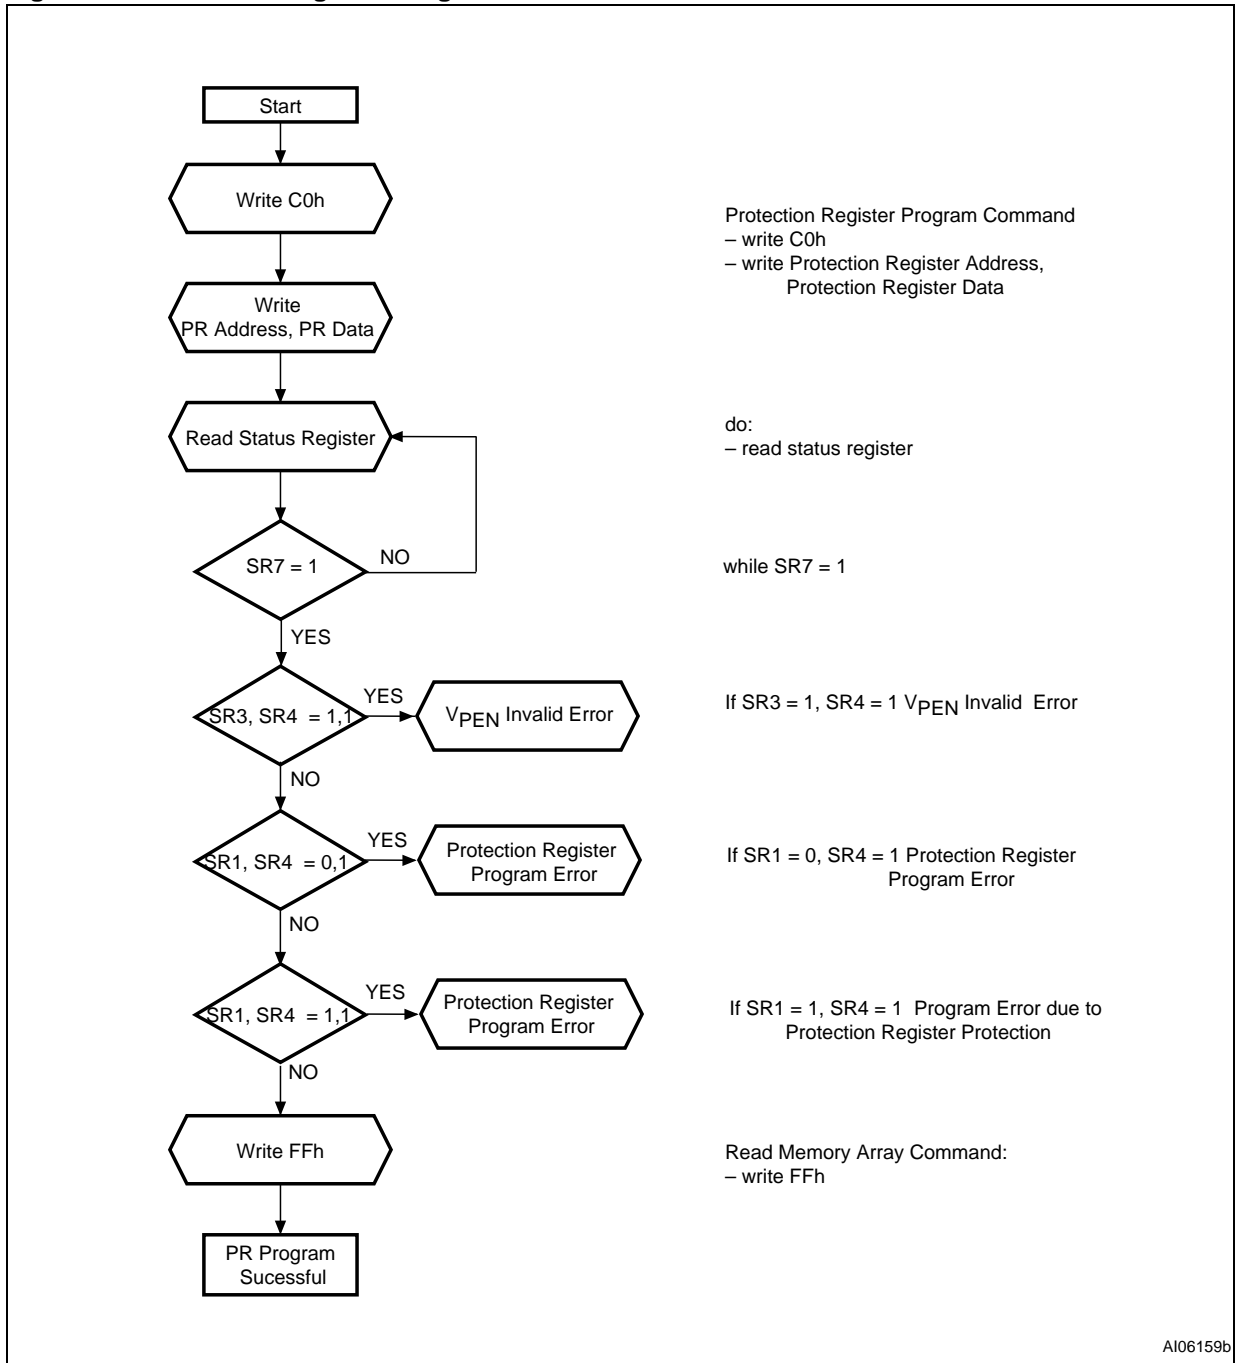 Start
Write C0h
Protection Register Program Command
– write C0h
– write Protection Register Address,
Protection Register Data
Write
PR Address, PR Data
Read Status Register
do:
– read status register
SR7 = 1
NO
while SR7 = 1
YES
SR3, SR4 = 1,1
YES
VPEN Invalid Error
If SR3 = 1, SR4 = 1 VPEN Invalid Error
NO
SR1, SR4 = 0,1
YES
Protection Register
Program Error
If SR1 = 0, SR4 = 1 Protection Register
Program Error
NO
SR1, SR4 = 1,1
YES
Protection Register
Program Error
If SR1 = 1, SR4 = 1 Program Error due to
Protection Register Protection
NO
Write FFh
Read Memory Array Command:
– write FFh
PR Program
Sucessful
AI06159b